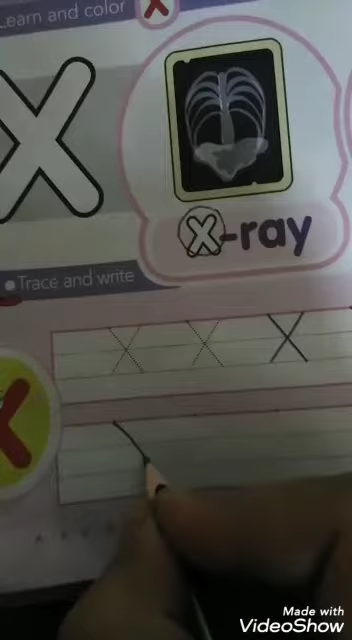 Learn and color X
X
x-ray
Trace and write
X X X
X
Made with
VideoShow